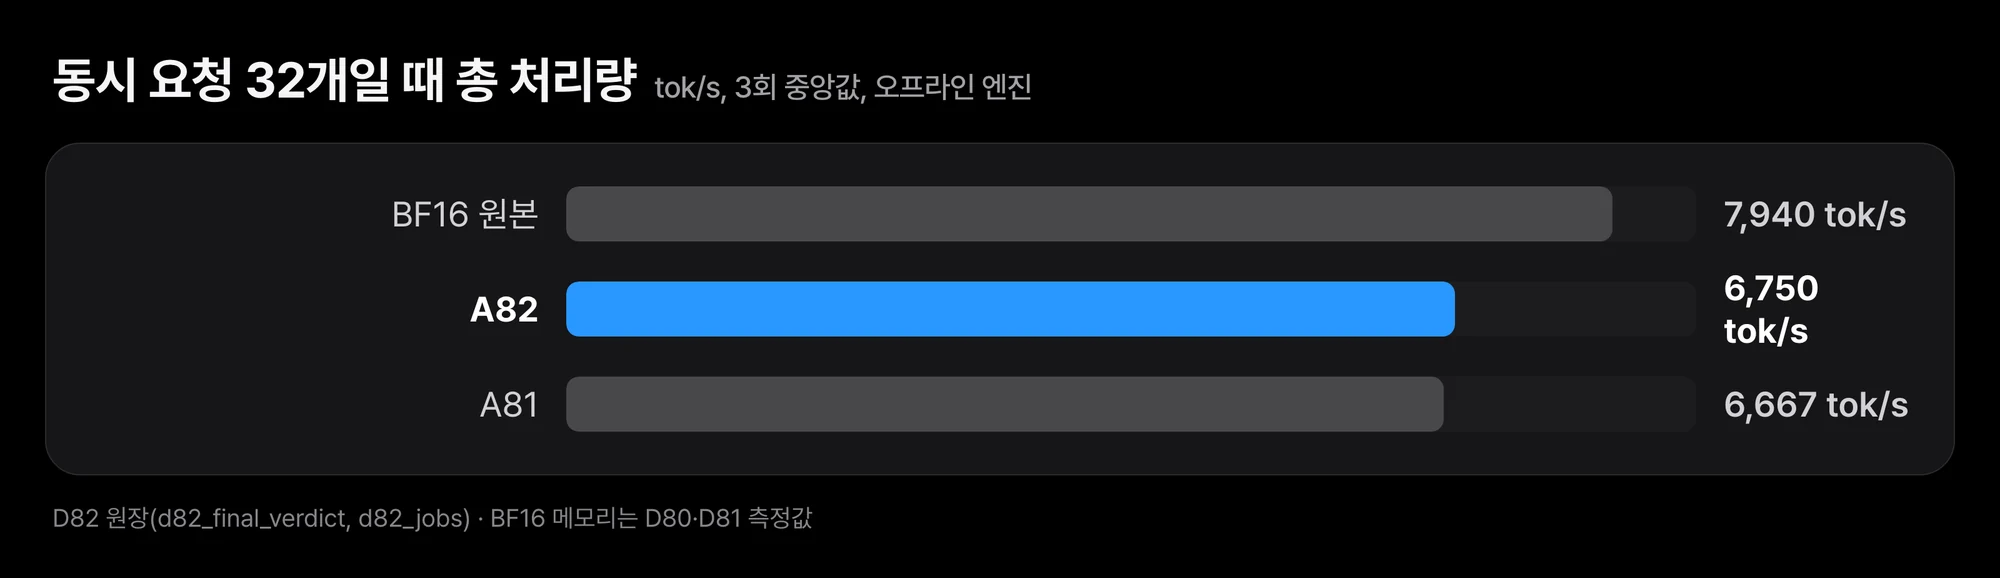 동시 요청 32개일 때 총 처리량 tok/s, 3회 중앙값, 오프라인 엔진
BF16 원본 7,940 tok/s
A82 6,750
tok/s
A81 6,667 tok/s
D82 원장(d82_final_verdict, d82_jobs) · BF16 메모리는 D80·D81 측정값